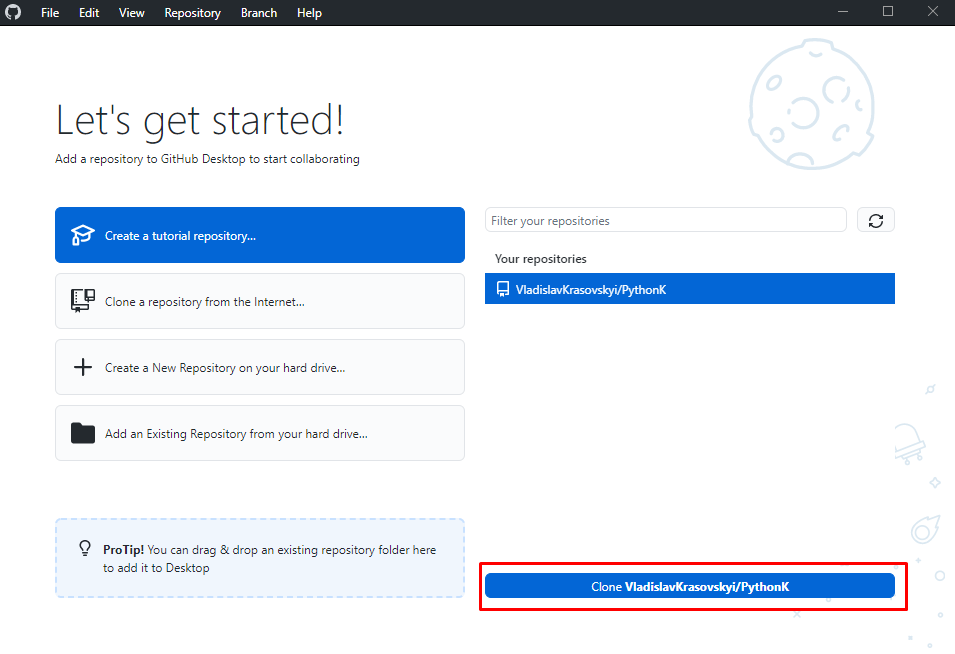 File Edit View Repository Branch Help
Let's get started!
Add a repository to GitHub Desktop to start collaborating
Create a tutorial repository...
Clone a repository from the Internet...
Create a New Repository on your hard drive...
Add an Existing Repository from your hard drive...
ProTip! You can drag & drop an existing repository folder here
to add it to Desktop
Filter your repositories
Your repositories
VladislavKrasovskyi/PythonK
Clone VladislavKrasovskyi/PythonK